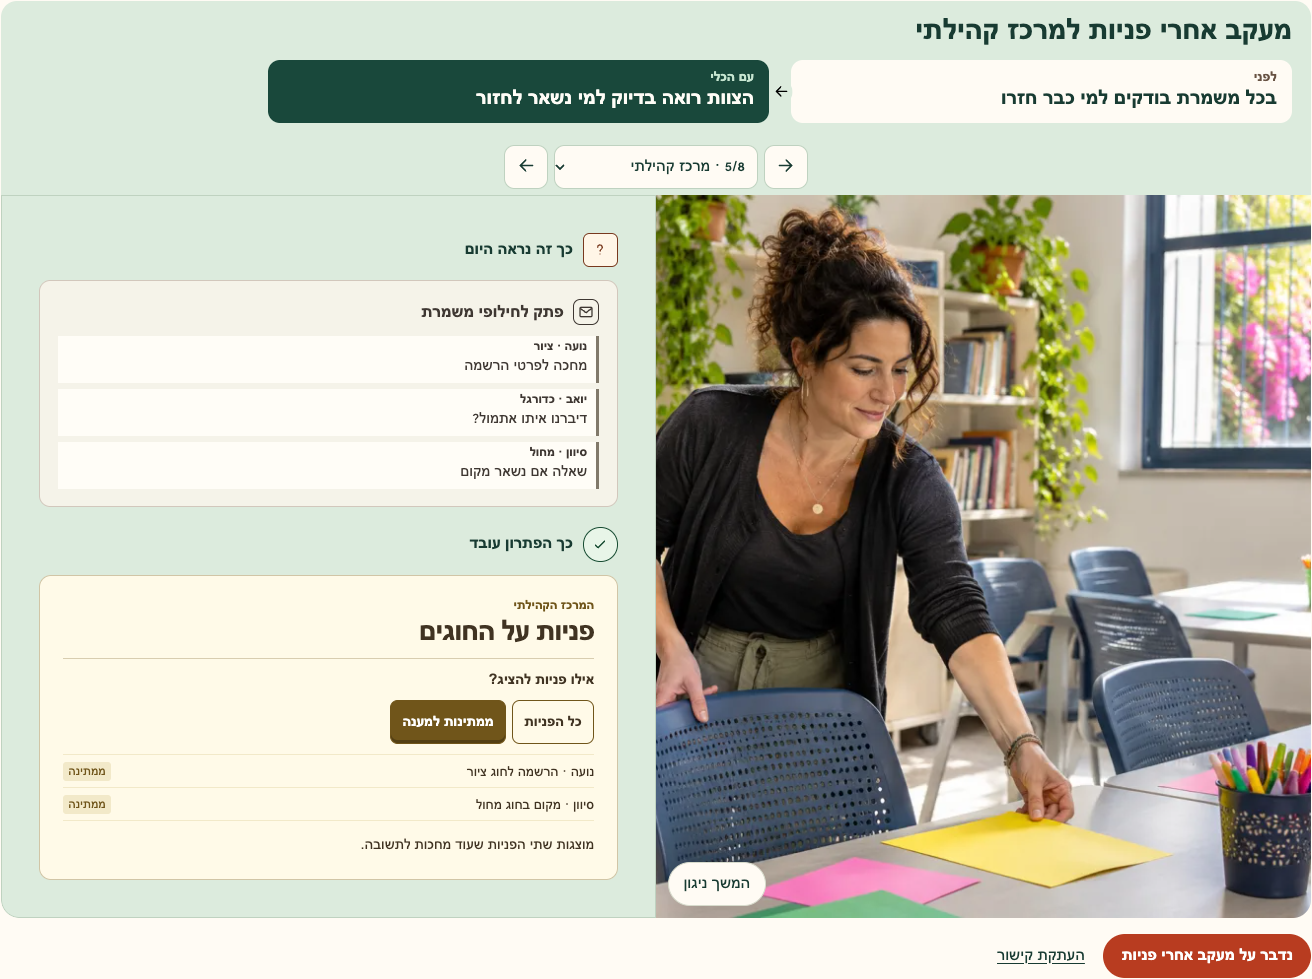 מעקב אחרי פניות למרכז קהילתי
לפני
בכל משמרת בודקים למי כבר חזרו
עם הכלי
הצוות רואה בדיוק למי נשאר לחזור
5/8 · מרכז קהילתי
כך זה נראה היום
?
פתק לחילופי משמרת
נועה · ציור
מחכה לפרטי הרשמה
יואב · כדורגל
דיברנו איתו אתמול?
סיוון · מחול
שאלה אם נשאר מקום
כך הפתרון עובד
המרכז הקהילתי
פניות על החוגים
אילו פניות להציג?
כל הפניות
ממתינות למענה
נועה · הרשמה לחוג ציור
ממתינה
סיוון · מקום בחוג מחול
ממתינה
מוצגות שתי הפניות שעוד מחכות לתשובה.
המשך ניגון
נדבר על מעקב אחרי פניות
העתקת קישור